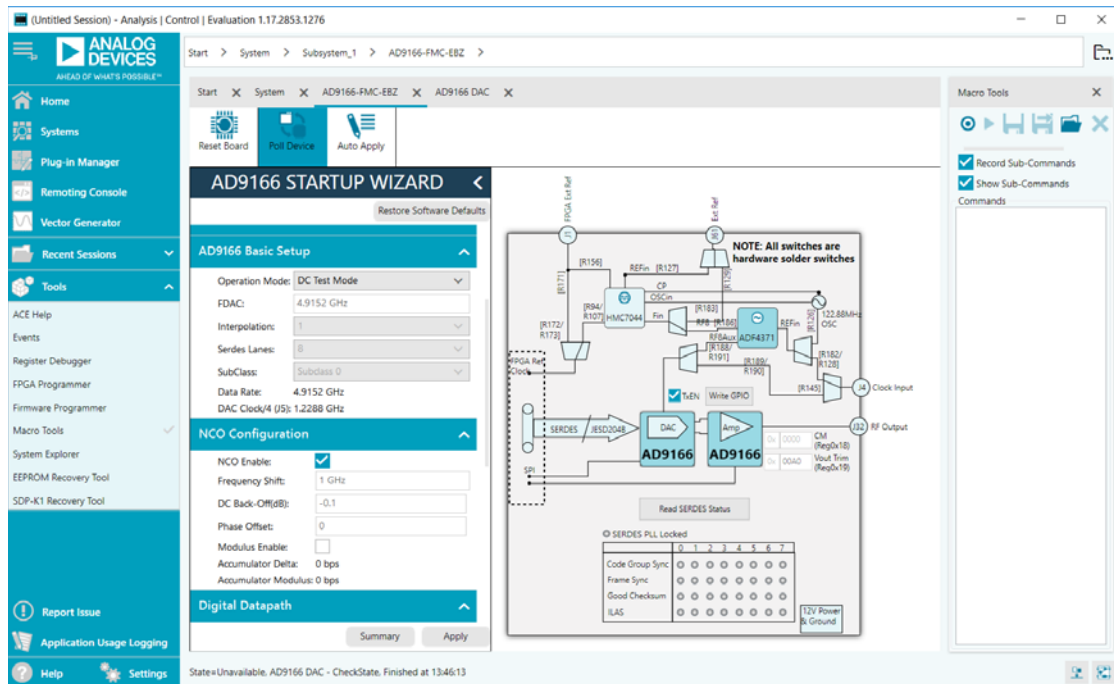 (Untitled Session) - Analysis | Control | Evaluation 1.17.2853.1276
ANALOG
DEVICES
AHEAD OF WHAT'S POSSIBLE™
Start > System > Subsystem_1 > AD9166-FMC-EBZ >
Home
Systems
Plug-in Manager
Remoting Console
Vector Generator
Recent Sessions
Tools
ACE Help
Events
Register Debugger
FPGA Programmer
Firmware Programmer
Macro Tools
System Explorer
EEPROM Recovery Tool
SDP-K1 Recovery Tool
Report Issue
Application Usage Logging
Help
Settings
Start X System X AD9166-FMC-EBZ X AD9166 DAC X
Reset Board
Poll Device
Auto Apply
AD9166 STARTUP WIZARD <
Restore Software Defaults
AD9166 Basic Setup
Operation Mode: DC Test Mode
FDAC: 4.9152 GHz
Interpolation: 1
Serdes Lanes: 8
SubClass: Subclass 0
Data Rate: 4.9152 GHz
DAC Clock/4 (J5): 1.2288 GHz
NCO Configuration
NCO Enable:
Frequency Shift: 1 GHz
DC Back-Off(dB): -0.1
Phase Offset: 0
Modulus Enable:
Accumulator Delta: 0 bps
Accumulator Modulus: 0 bps
Digital Datapath
Summary
Apply
J1 FPGA Ext Ref
J61 Ext Ref
NOTE: All switches are
hardware solder switches
[R156]
[R171]
REFin [R127]
[R129]
CP
OSCin
[R94/
R107]
HMC7044
Fin
[R183]
RFB [R186]
ADF4371
REFin
[R126]
122.88MHz
OSC
[R172/
R173]
RFBAux
[R188/
R191]
[R189/
R190]
[R182/
R128]
[R145]
J4 Clock Input
FPGA Ref
Clock
TxEN
Write GPIO
SERDES
JESD204B
DAC
AD9166
Amp
AD9166
J32 RF Output
0x 0000 CM
(Reg0x18)
0x 00A0 Vout Trim
(Reg0x19)
SPI
Read SERDES Status
SERDES PLL Locked
0 1 2 3 4 5 6 7
Code Group Sync
Frame Sync
Good Checksum
ILAS
12V Power
& Ground
Macro Tools X
Record Sub-Commands
Show Sub-Commands
Commands
State=Unavailable, AD9166 DAC - CheckState, Finished at 13:46:13